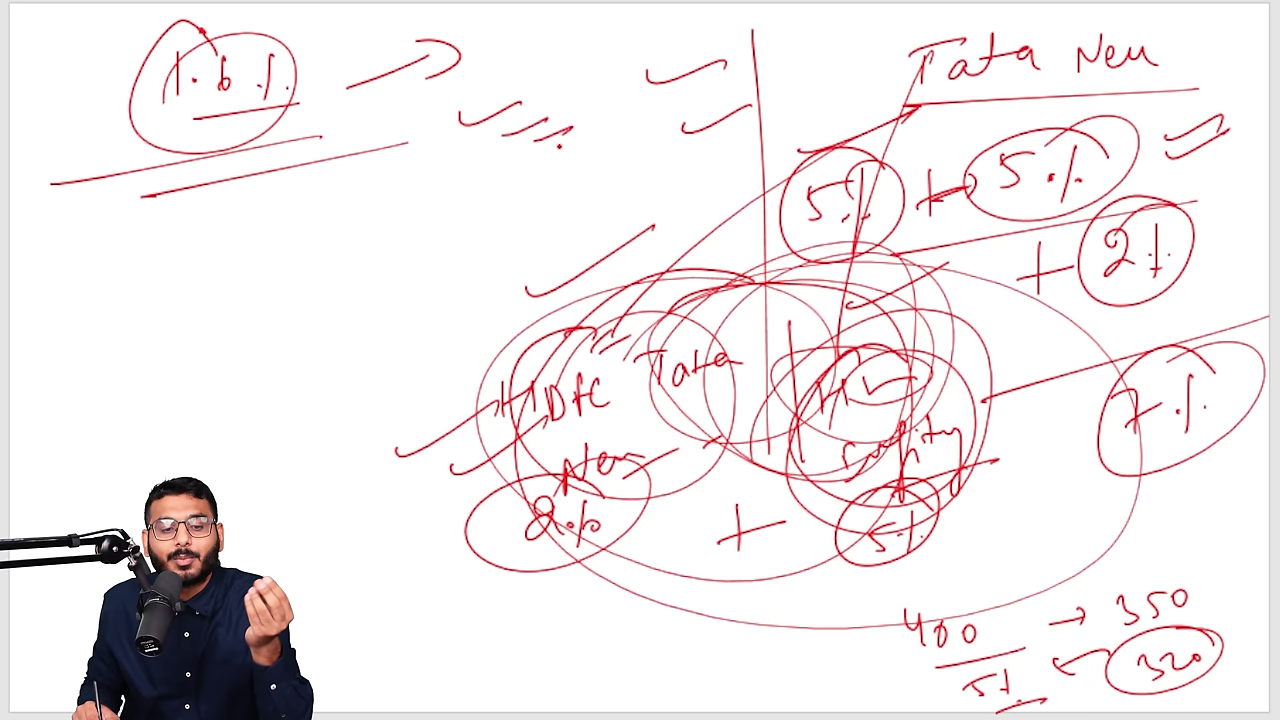 1.6%
Tata Neu
5% + 5%
+ 2%
HDFC Tata
Neu
7%
2% + 5%
400 → 350
5% ← 320